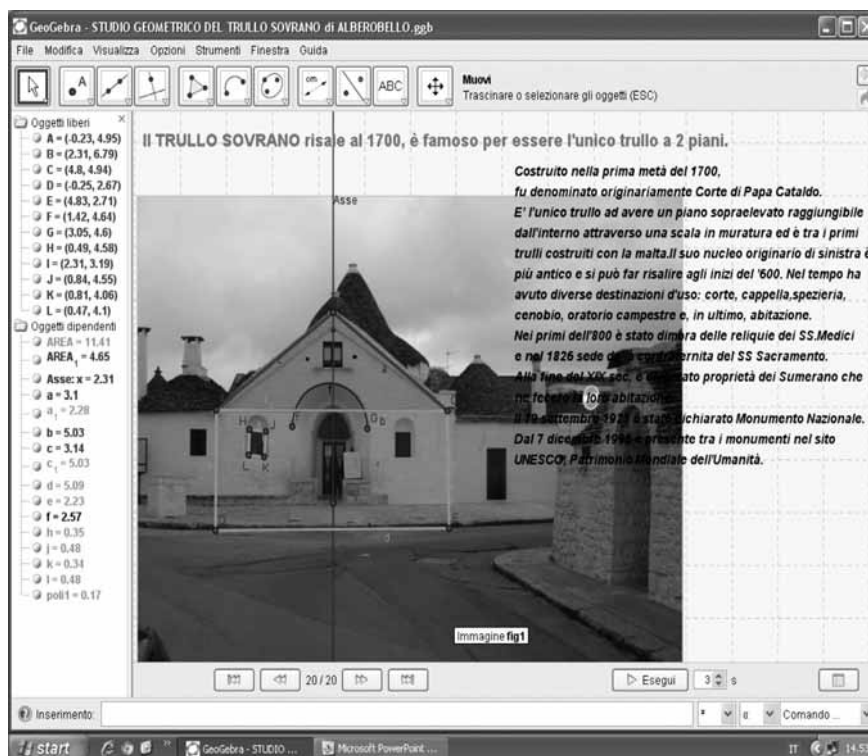 GeoGebra - STUDIO GEOMETRICO DEL TRULLO SOVRANO di ALBEROBELLO.ggb
File Modifica Visualizza Opzioni Strumenti Finestra Guida
A
cm
ABC
Muovi
Trascinare o selezionare gli oggetti (ESC)
Oggetti liberi
A = (-0.23, 4.95)
B = (2.31, 6.79)
C = (4.8, 4.94)
D = (-0.25, 2.67)
E = (4.83, 2.71)
F = (1.42, 4.64)
G = (3.05, 4.6)
H = (0.49, 4.58)
I = (2.31, 3.19)
J = (0.84, 4.55)
K = (0.81, 4.06)
L = (0.47, 4.1)
Oggetti dipendenti
AREA = 11.41
AREA1 = 4.65
Asse: x = 2.31
a = 3.1
a1 = 2.28
b = 5.03
c = 3.14
c1 = 5.03
d = 5.09
e = 2.23
f = 2.57
h = 0.35
j = 0.48
k = 0.34
l = 0.48
poli1 = 0.17
Il TRULLO SOVRANO risale al 1700, é famoso per essere l'unico trullo a 2 piani.
Costruito nella prima metà del 1700,
fu denominato originariamente Corte di Papa Cataldo.
E' l'unico trullo ad avere un piano sopraelevato raggiungibile
dall'interno attraverso una scala in muratura ed è tra i primi
trulli costruiti con la malta.Il suo nucleo originario di sinistra è
più antico e si può far risalire agli inizi del '600. Nel tempo ha
avuto diverse destinazioni d'uso: corte, cappella,spezieria,
cenobio, oratorio campestre e, in ultimo, abitazione.
Nei primi dell'800 è stato dimora delle reliquie dei SS.Medici
e nel 1826 sede della confraternita del SS Sacramento.
Alla fine del XIX sec. è proprietà dei Sumerano che
ne fecero la loro abitazione.
Il 19 settembre è stato dichiarato Monumento Nazionale.
Dal 7 dicembre è presente tra i monumenti nel sito
UNESCO, Patrimonio Mondiale dell'Umanità.
Asse
H J
G b
L K
d
Immagine fig1
20 / 20
Esegui
3 s
Inserimento:
Comando ...
start
GeoGebra - STUDIO ...
Microsoft PowerPoint ...
IT